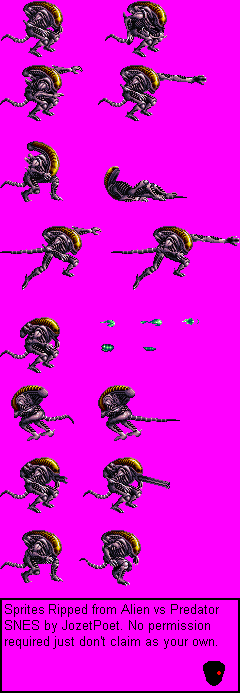 Sprites Ripped from Alien vs Predator
SNES by JozetPoet. No permission
required just don't claim as your own.